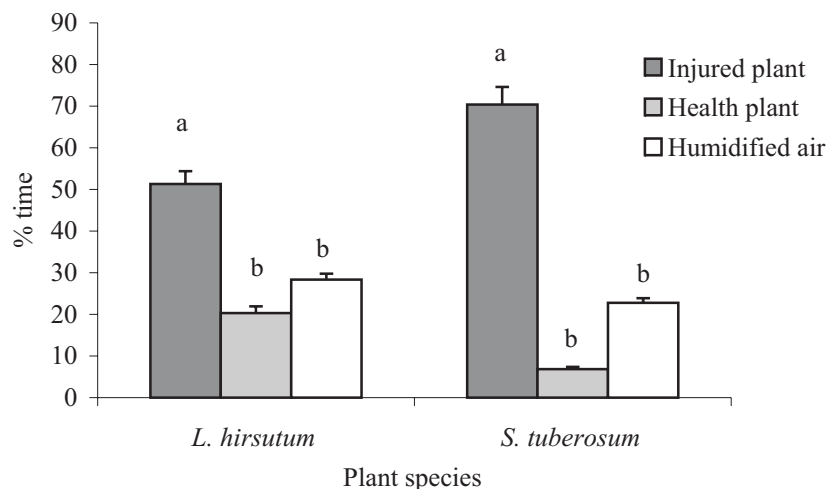 90
80
70
60
50
40
30
20
10
0
% time
a
b
b
a
b
b
Injured plant
Health plant
Humidified air
L. hirsutum
S. tuberosum
Plant species